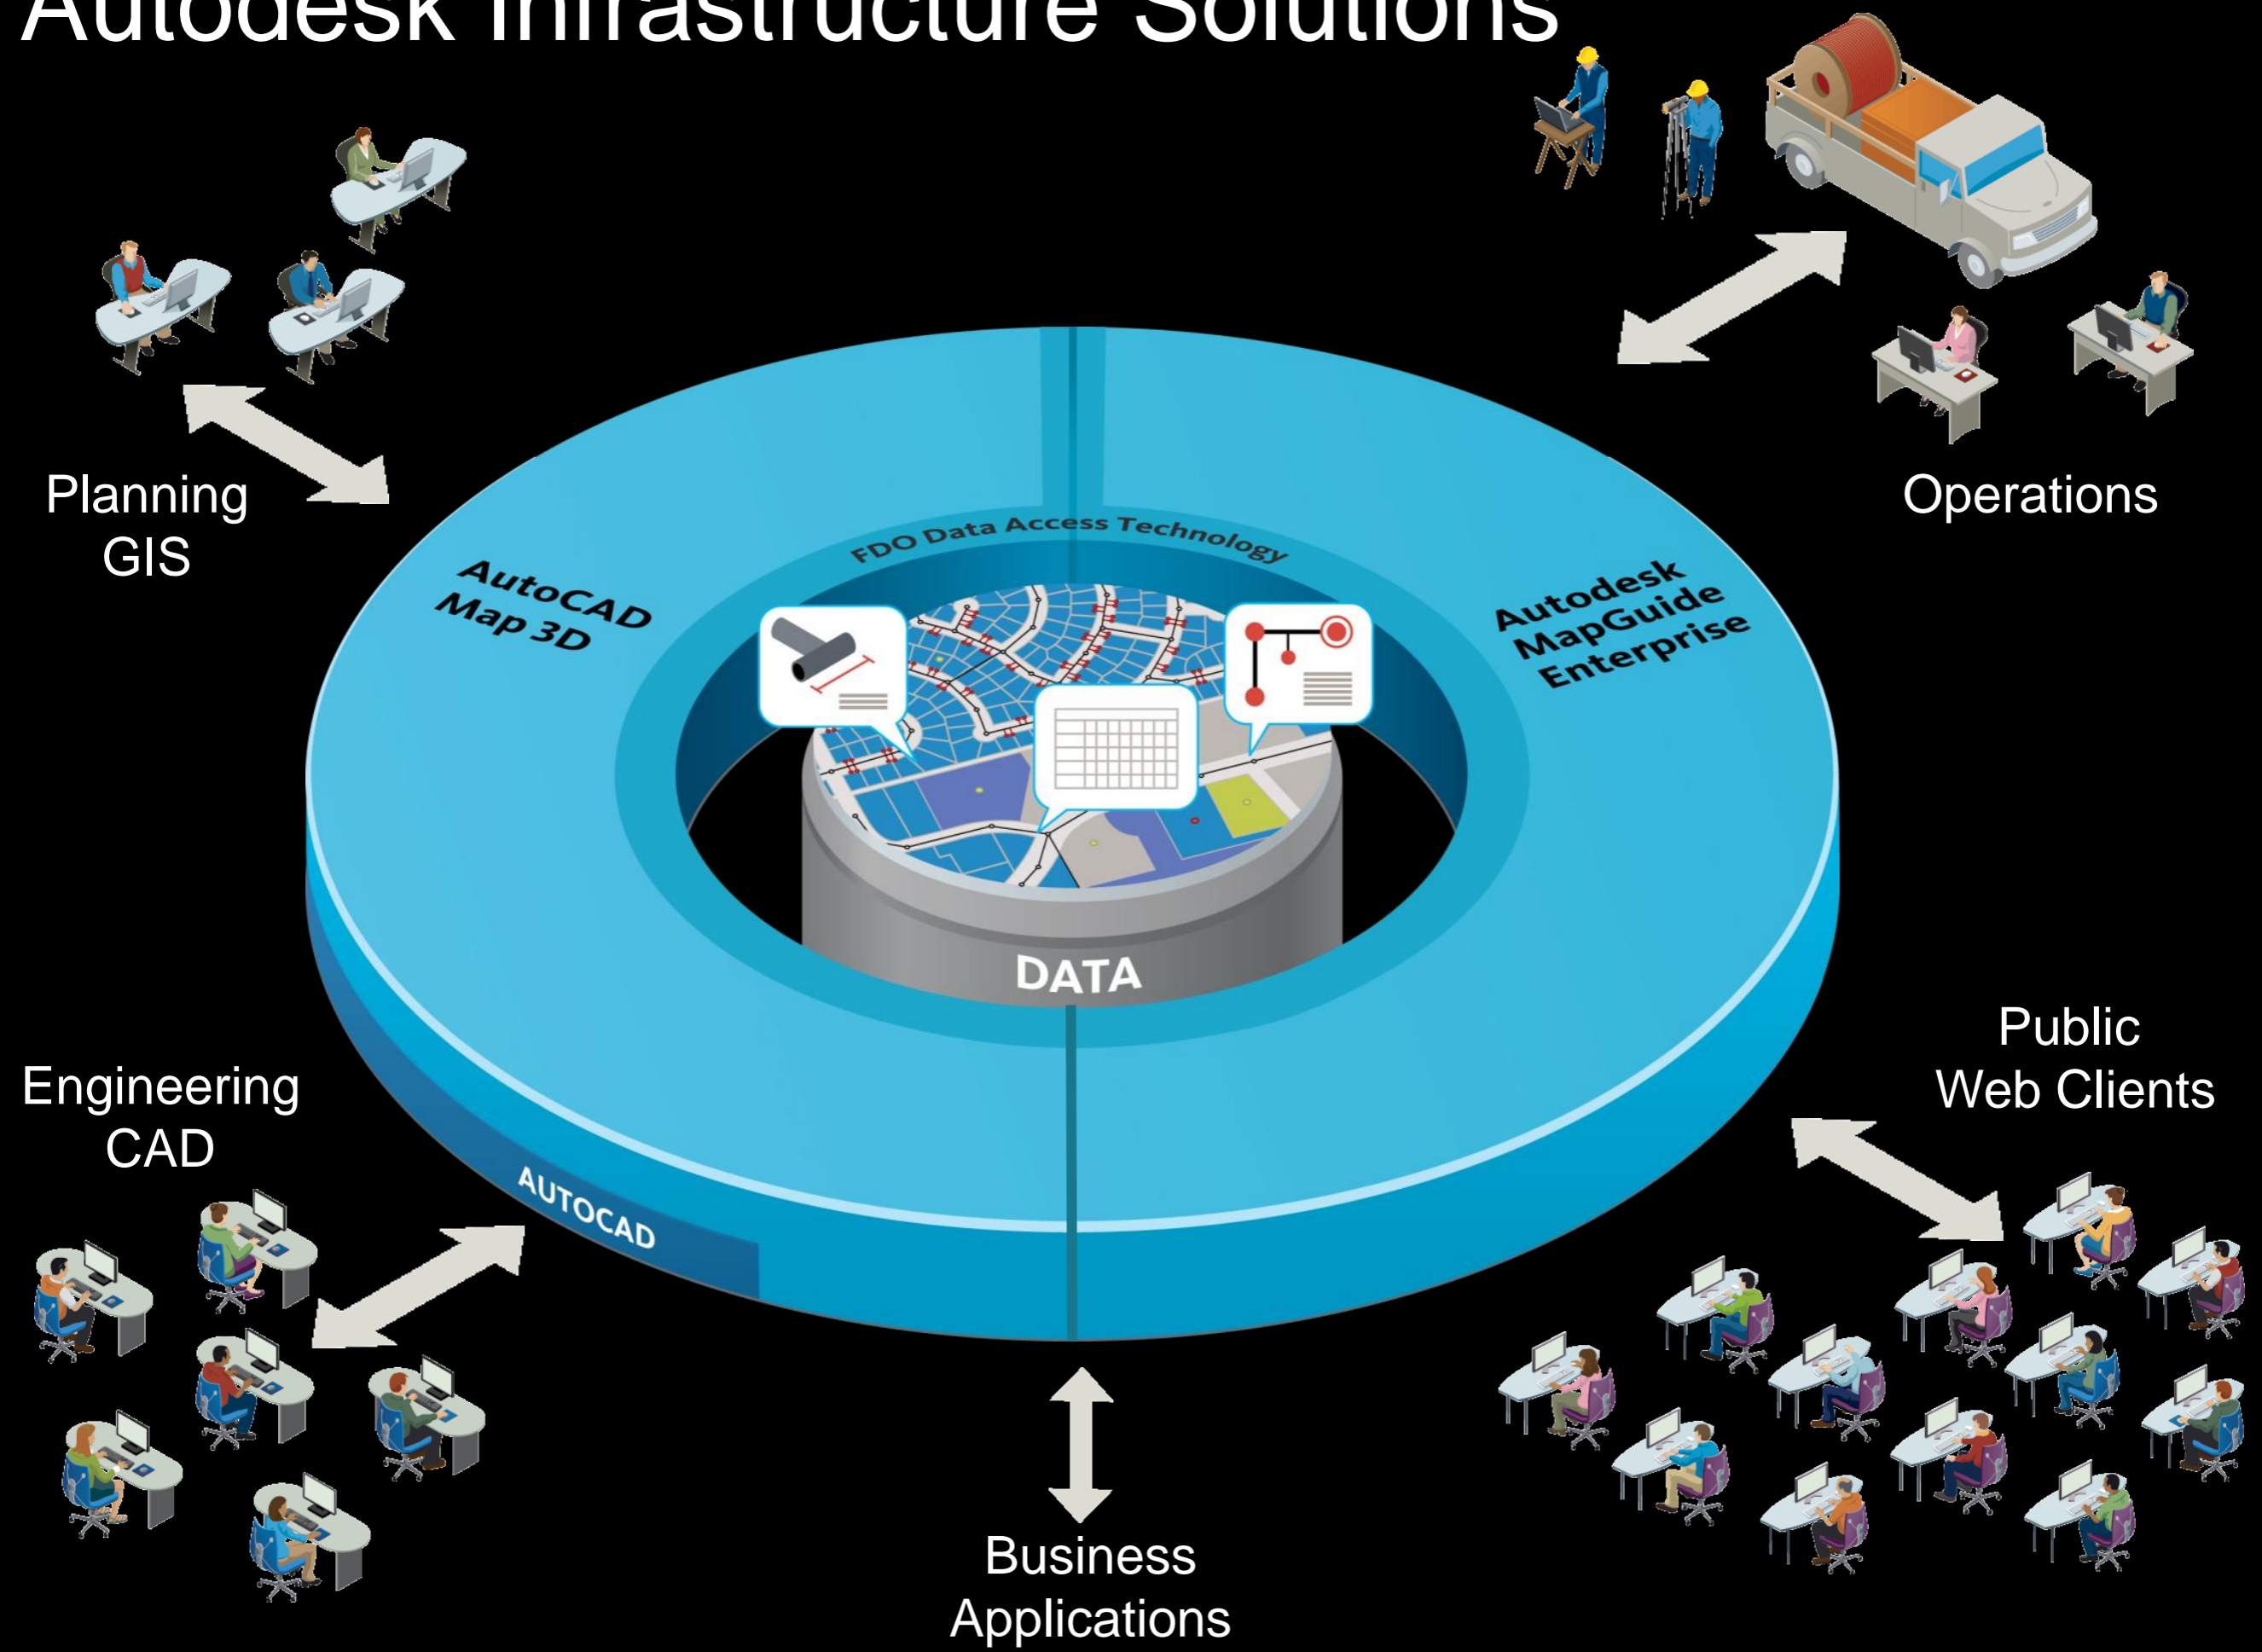 Autodesk Infrastructure Solutions
Planning
GIS
Operations
FDO Data Access Technology
AutoCAD
Map 3D
Autodesk
MapGuide
Enterprise
DATA
Engineering
CAD
AUTOCAD
Public
Web Clients
Business
Applications